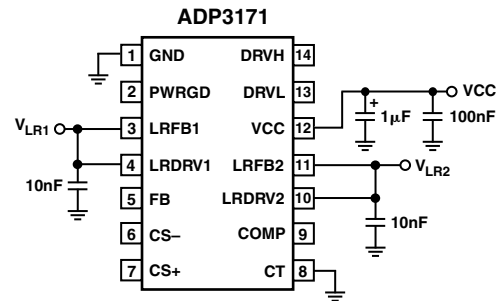 ADP3171
1 GND DRVH 14
2 PWRGD DRVL 13
VCC
1μF 100nF
+
V_LR1 3 LRFB1 VCC 12
4 LRDRV1 LRFB2 11 V_LR2
10nF
5 FB LRDRV2 10
10nF
6 CS– COMP 9
7 CS+ CT 8